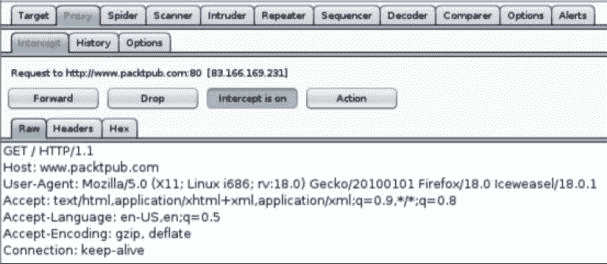 Target Proxy Spider Scanner Intruder Repeater Sequencer Decoder Comparer Options Alerts
Intercept History Options
Request to http://www.packtpub.com:80 [83.166.169.231]
Forward Drop Intercept is on Action
Raw Headers Hex
GET / HTTP/1.1
Host: www.packtpub.com
User-Agent: Mozilla/5.0 (X11; Linux i686; rv:18.0) Gecko/20100101 Firefox/18.0 Iceweasel/18.0.1
Accept: text/html,application/xhtml+xml,application/xml;q=0.9,*/*;q=0.8
Accept-Language: en-US,en;q=0.5
Accept-Encoding: gzip, deflate
Connection: keep-alive